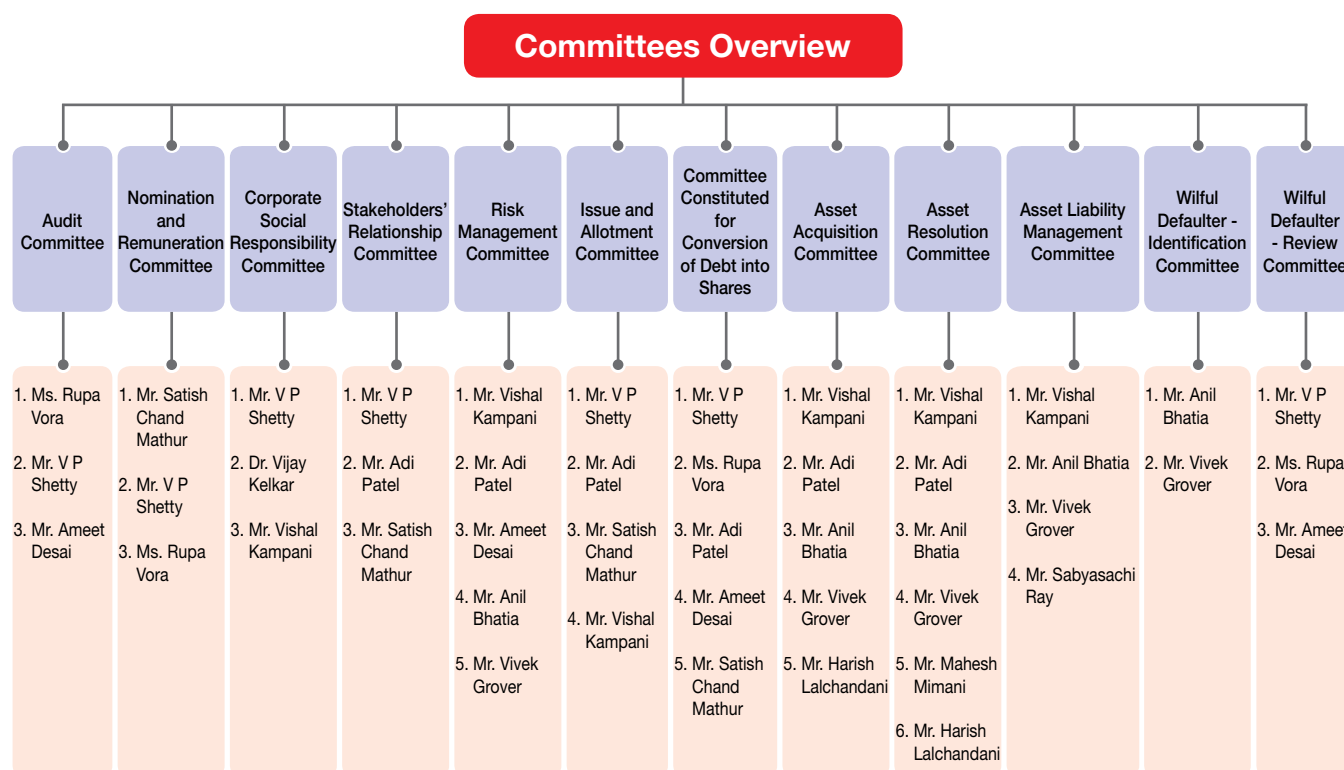 Committees Overview
Audit
Committee
Nomination
and
Remuneration
Committee
Corporate
Social
Responsibility
Committee
Stakeholders'
Relationship
Committee
Risk
Management
Committee
Issue and
Allotment
Committee
Committee
Constituted
for
Conversion
of Debt into
Shares
Asset
Acquisition
Committee
Asset
Resolution
Committee
Asset Liability
Management
Committee
Wilful
Defaulter -
Identification
Committee
Wilful
Defaulter
- Review
Committee
1. Ms. Rupa
Vora
2. Mr. V P
Shetty
3. Mr. Ameet
Desai
1. Mr. Satish
Chand
Mathur
2. Mr. V P
Shetty
3. Ms. Rupa
Vora
1. Mr. V P
Shetty
2. Dr. Vijay
Kelkar
3. Mr. Vishal
Kampani
1. Mr. V P
Shetty
2. Mr. Adi
Patel
3. Mr. Satish
Chand
Mathur
1. Mr. Vishal
Kampani
2. Mr. Adi
Patel
3. Mr. Ameet
Desai
4. Mr. Anil
Bhatia
5. Mr. Vivek
Grover
1. Mr. V P
Shetty
2. Mr. Adi
Patel
3. Mr. Satish
Chand
Mathur
4. Mr. Vishal
Kampani
1. Mr. V P
Shetty
2. Ms. Rupa
Vora
3. Mr. Adi
Patel
4. Mr. Ameet
Desai
5. Mr. Satish
Chand
Mathur
1. Mr. Vishal
Kampani
2. Mr. Adi
Patel
3. Mr. Anil
Bhatia
4. Mr. Vivek
Grover
5. Mr. Harish
Lalchandani
1. Mr. Vishal
Kampani
2. Mr. Adi
Patel
3. Mr. Anil
Bhatia
4. Mr. Vivek
Grover
5. Mr. Mahesh
Mimani
6. Mr. Harish
Lalchandani
1. Mr. Vishal
Kampani
2. Mr. Anil Bhatia
3. Mr. Vivek
Grover
4. Mr. Sabyasachi
Ray
1. Mr. Anil
Bhatia
2. Mr. Vivek
Grover
1. Mr. V P
Shetty
2. Ms. Rupa
Vora
3. Mr. Ameet
Desai